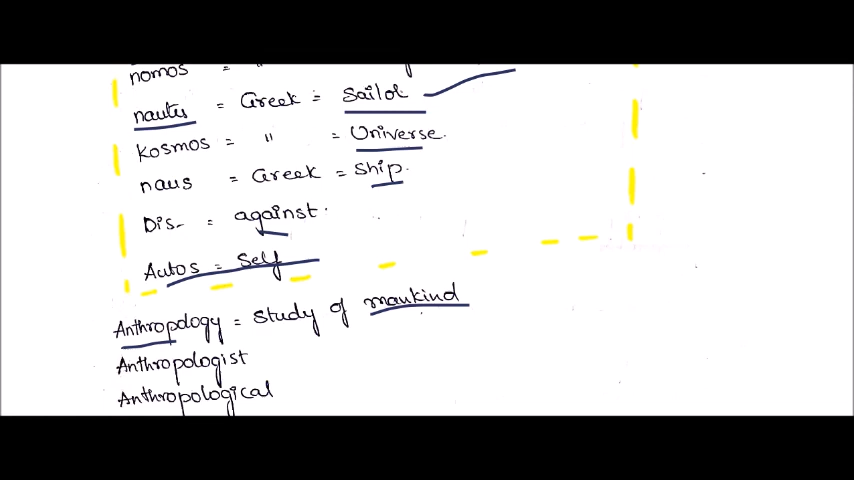 nomos = "
nautes = Greek = Sailor
Kosmos = " = Universe.
naus = Greek = ship.
Dis- = against.
Autos = Self
Anthropology = study of mankind
Anthropologist
Anthropological